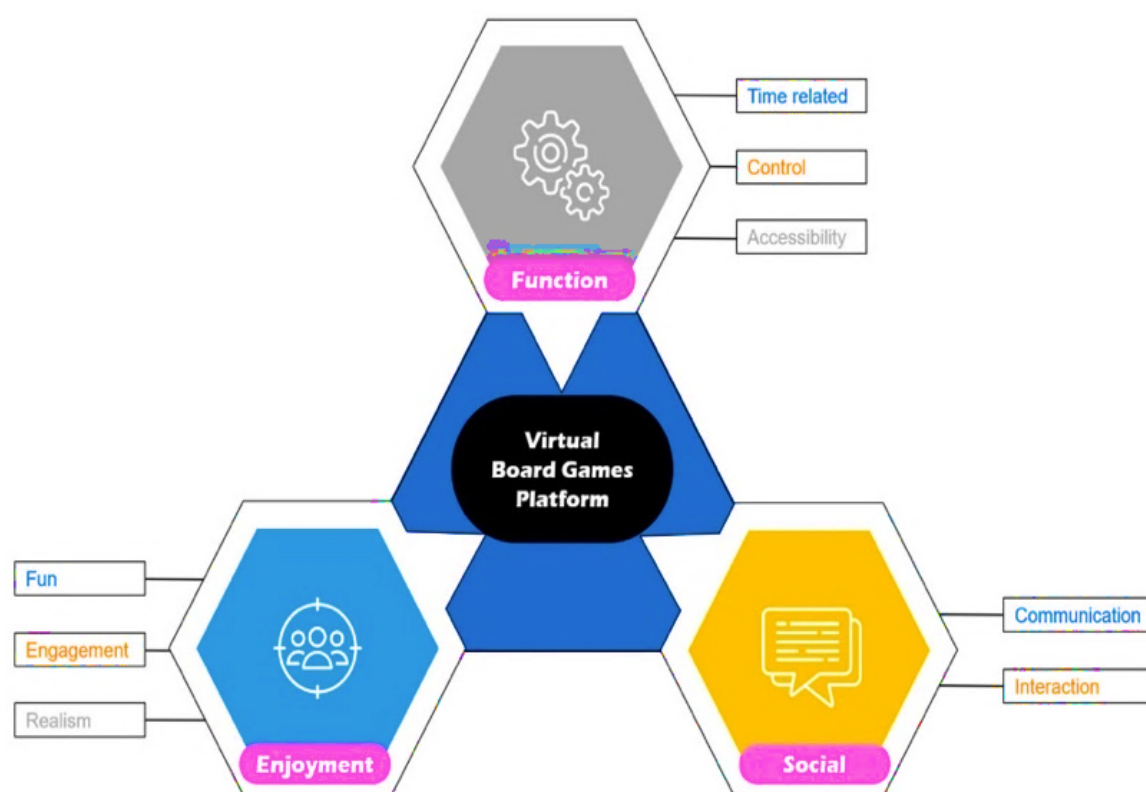 Time related
Control
Accessibility
Function
Virtual
Board Games
Platform
Fun
Engagement
Realism
Enjoyment
Communication
Interaction
Social